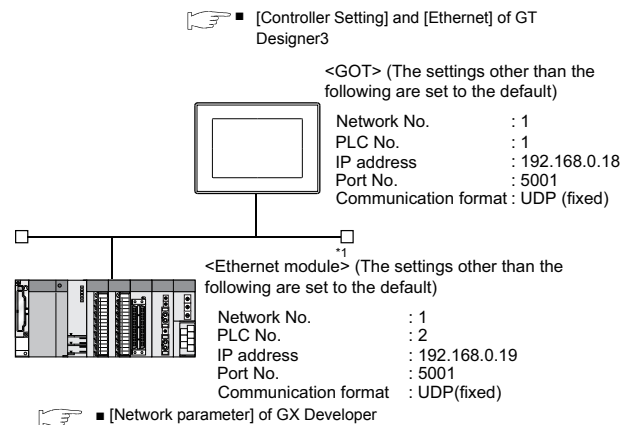 ■ [Controller Setting] and [Ethernet] of GT
Designer3
<GOT> (The settings other than the
following are set to the default)
Network No. : 1
PLC No. : 1
IP address : 192.168.0.18
Port No. : 5001
Communication format : UDP (fixed)
*1
<Ethernet module> (The settings other than the
following are set to the default)
Network No. : 1
PLC No. : 2
IP address : 192.168.0.19
Port No. : 5001
Communication format : UDP(fixed)
■ [Network parameter] of GX Developer